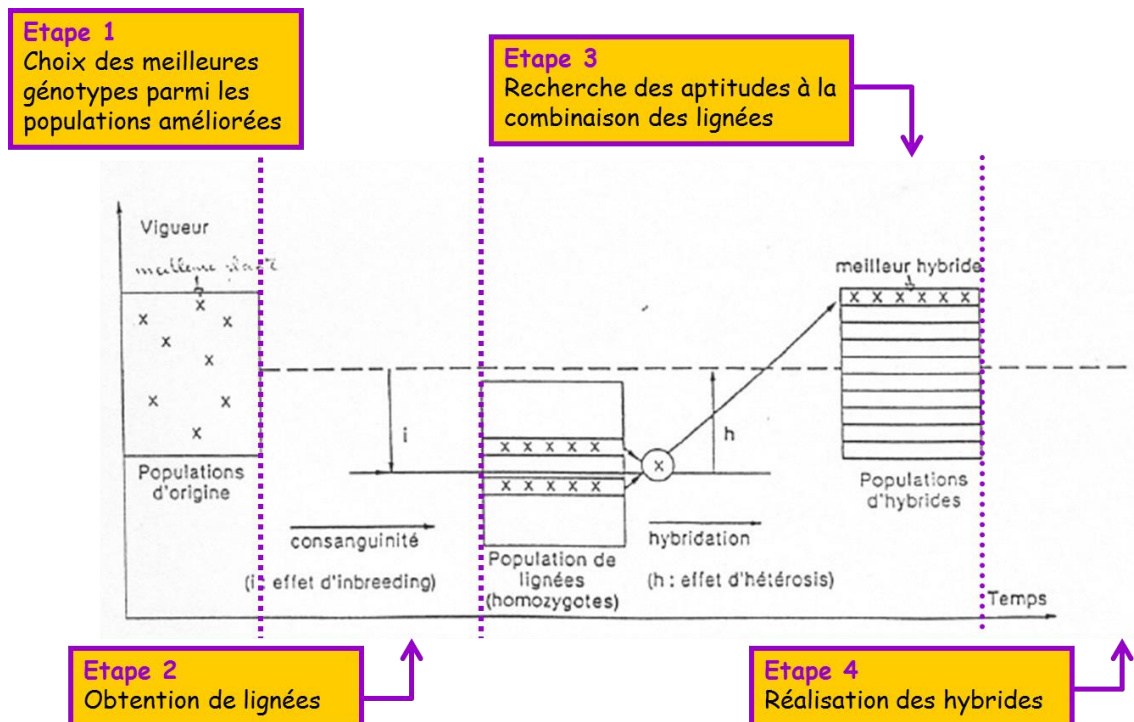 Etape 1
Choix des meilleures
génotypes parmi les
populations améliorées
Etape 3
Recherche des aptitudes à la
combinaison des lignées
Vigueur
meilleure plante
meilleur hybride
x x x x x x
x
x
x
x
x
x
x
x
i
x x x x x
x x x x x
x
h
Populations
d'origine
Populations
d'hybrides
consanguinité
(i : effet d'inbreeding)
Population de
lignées
(homozygotes)
hybridation
(h : effet d'hétérosis)
Temps
Etape 2
Obtention de lignées
Etape 4
Réalisation des hybrides